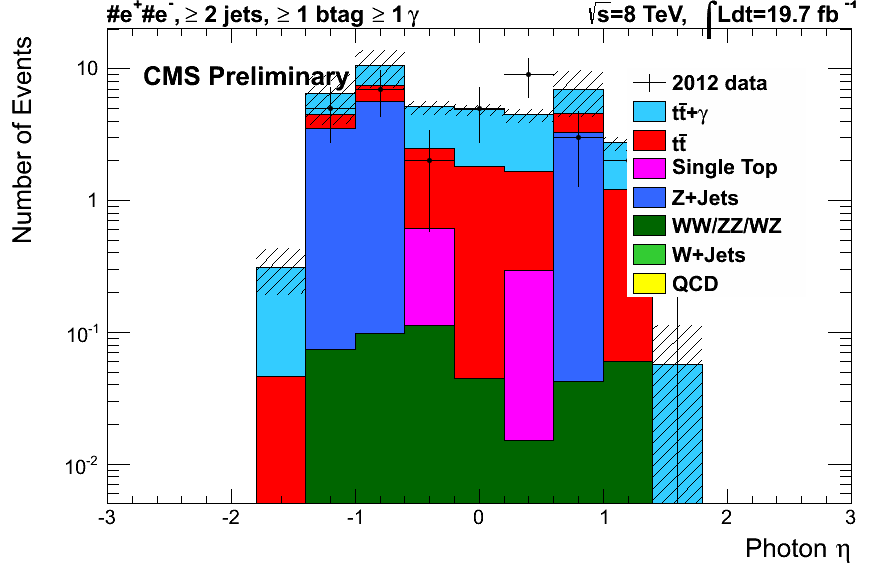 #e⁺#e⁻, ≥ 2 jets, ≥ 1 btag ≥ 1 γ
√s=8 TeV, ∫Ldt=19.7 fb⁻¹
Number of Events
CMS Preliminary
2012 data
tt̄+γ
tt̄
Single Top
Z+Jets
WW/ZZ/WZ
W+Jets
QCD
10
1
10⁻¹
10⁻²
-3 -2 -1 0 1 2 3
Photon η